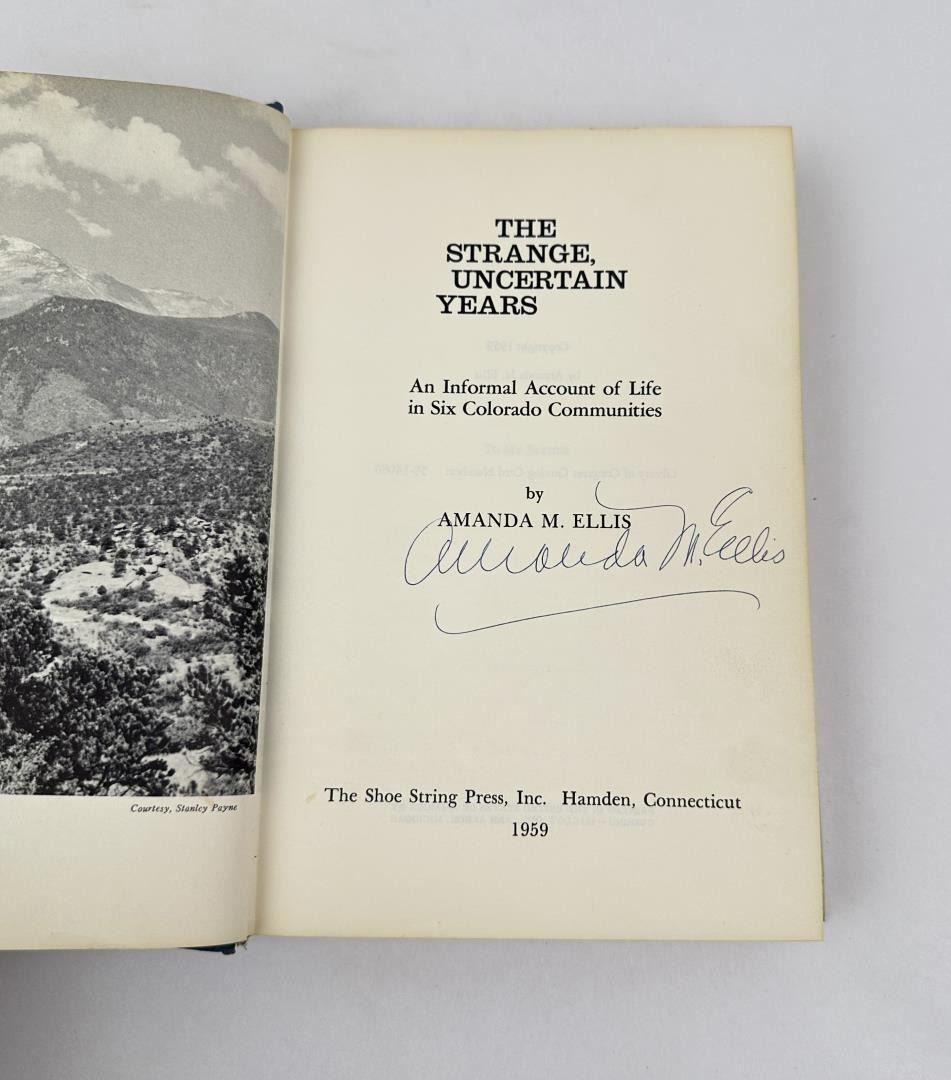 Courtesy, Stanley Payne
THE
STRANGE,
UNCERTAIN
YEARS
An Informal Account of Life
in Six Colorado Communities
by
AMANDA M. ELLIS
Amanda M. Ellis
The Shoe String Press, Inc. Hamden, Connecticut
1959